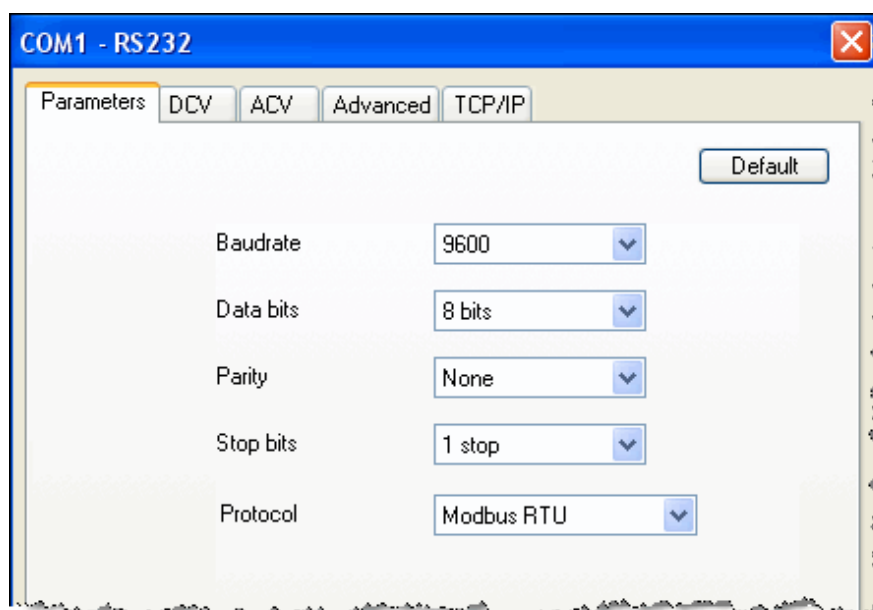 COM1 - RS232
Parameters DCV ACV Advanced TCP/IP
Default
Baudrate 9600
Data bits 8 bits
Parity None
Stop bits 1 stop
Protocol Modbus RTU